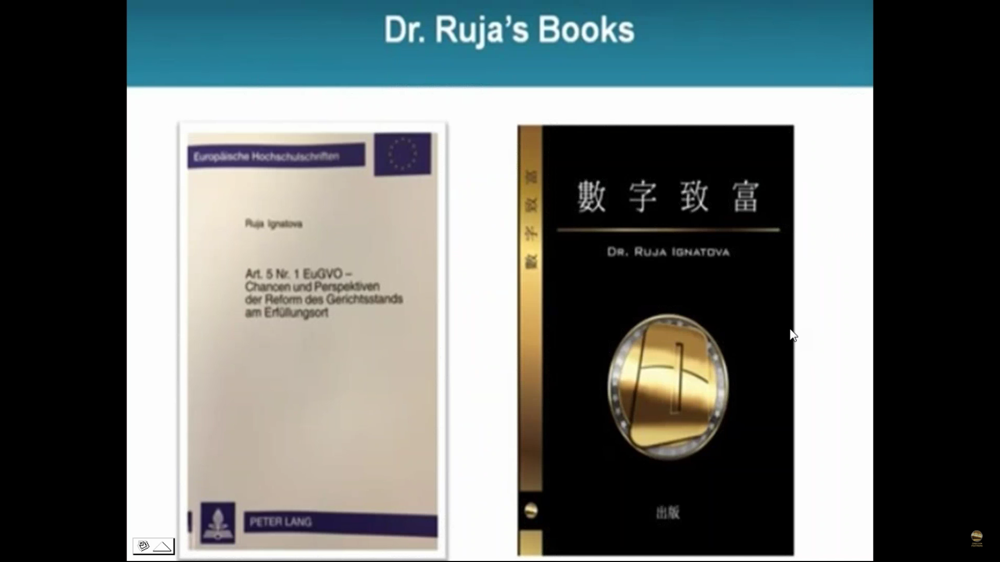 Dr. Ruja's Books
Europäische Hochschulschriften
Ruja Ignatova
Art. 5 Nr. 1 EuGVO –
Chancen und Perspektiven
der Reform des Gerichtsstands
am Erfüllungsort
PETER LANG
數字致富
數字致富
DR. RUJA IGNATOVA
出版